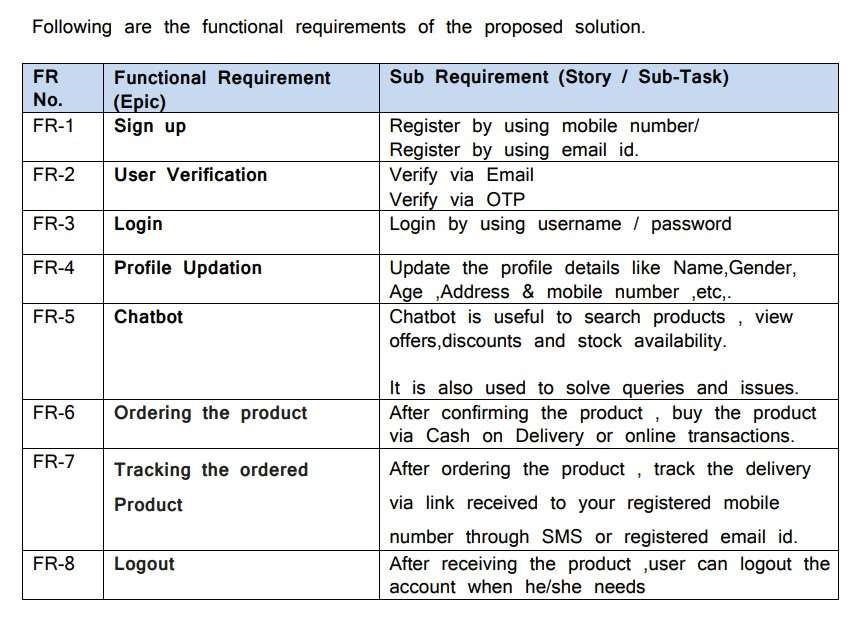 Following are the functional requirements of the proposed solution.
FR No. Functional Requirement (Epic) Sub Requirement (Story / Sub-Task)
FR-1 Sign up Register by using mobile number/
Register by using email id.
FR-2 User Verification Verify via Email
Verify via OTP
FR-3 Login Login by using username / password
FR-4 Profile Updation Update the profile details like Name,Gender,
Age ,Address & mobile number ,etc,.
FR-5 Chatbot Chatbot is useful to search products , view
offers,discounts and stock availability.
It is also used to solve queries and issues.
FR-6 Ordering the product After confirming the product , buy the product
via Cash on Delivery or online transactions.
FR-7 Tracking the ordered Product After ordering the product , track the delivery
via link received to your registered mobile
number through SMS or registered email id.
FR-8 Logout After receiving the product ,user can logout the
account when he/she needs